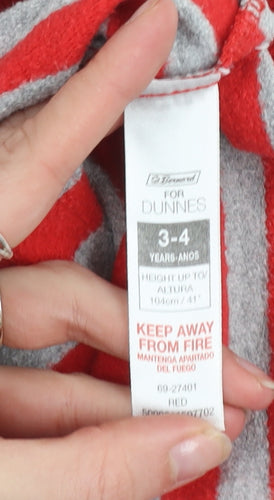 St Bernard
FOR
DUNNES
3-4
YEARS-ANOS
HEIGHT UP TO/
ALTURA
104cm / 41"
KEEP AWAY
FROM FIRE
MANTENGA APARTADO
DEL FUEGO
69-27401
RED